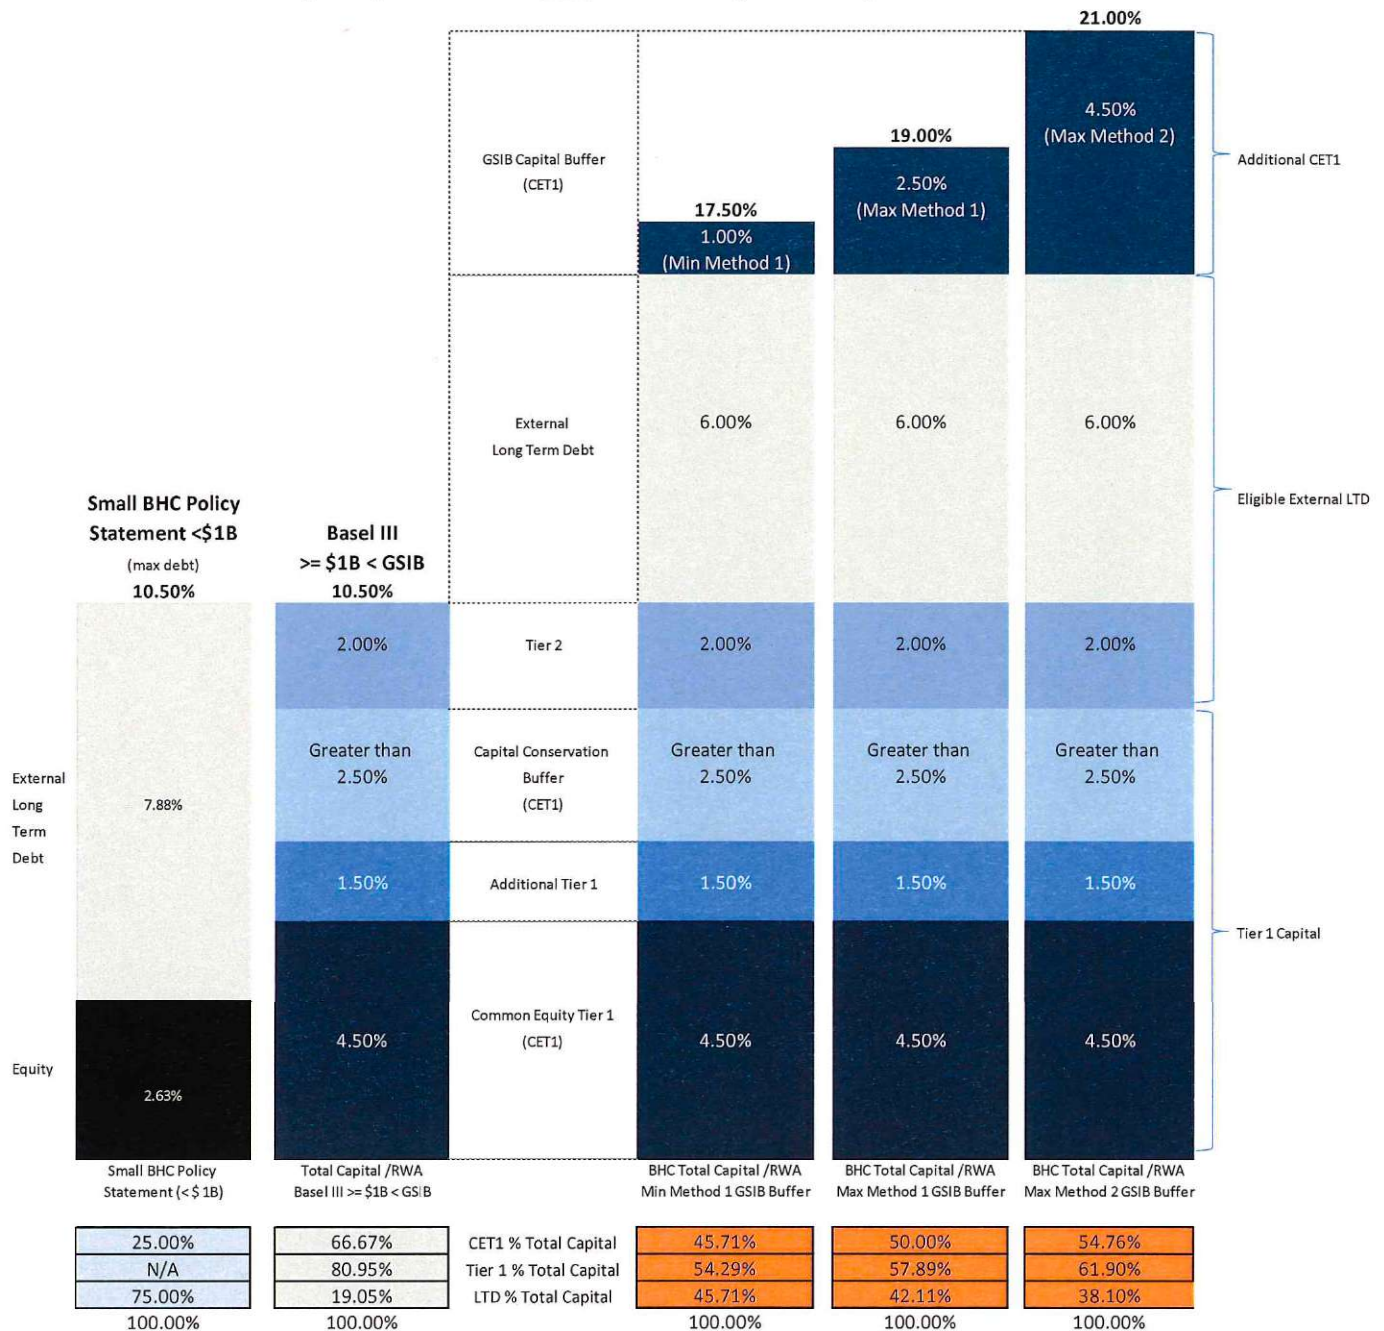 21.00%
4.50%
(Max Method 2)
Additional CET1
19.00%
GSIB Capital Buffer
(CET1)
2.50%
(Max Method 1)
17.50%
1.00%
(Min Method 1)
External
Long Term Debt
6.00%
6.00%
6.00%
Eligible External LTD
Small BHC Policy
Statement <$1B
(max debt)
10.50%
Basel III
>= $1B < GSIB
10.50%
2.00%
Tier 2
2.00%
2.00%
2.00%
Greater than
2.50%
Capital Conservation
Buffer
(CET1)
Greater than
2.50%
Greater than
2.50%
Greater than
2.50%
External
Long
Term
Debt
7.88%
1.50%
Additional Tier 1
1.50%
1.50%
1.50%
Tier 1 Capital
4.50%
Common Equity Tier 1
(CET1)
4.50%
4.50%
4.50%
Equity
2.63%
Small BHC Policy
Statement (< $ 1B)
Total Capital /RWA
Basel III >= $1B < GSIB
BHC Total Capital /RWA
Min Method 1 GSIB Buffer
BHC Total Capital /RWA
Max Method 1 GSIB Buffer
BHC Total Capital /RWA
Max Method 2 GSIB Buffer
25.00% 66.67% CET1 % Total Capital 45.71% 50.00% 54.76%
N/A 80.95% Tier 1 % Total Capital 54.29% 57.89% 61.90%
75.00% 19.05% LTD % Total Capital 45.71% 42.11% 38.10%
100.00% 100.00% 100.00% 100.00% 100.00%